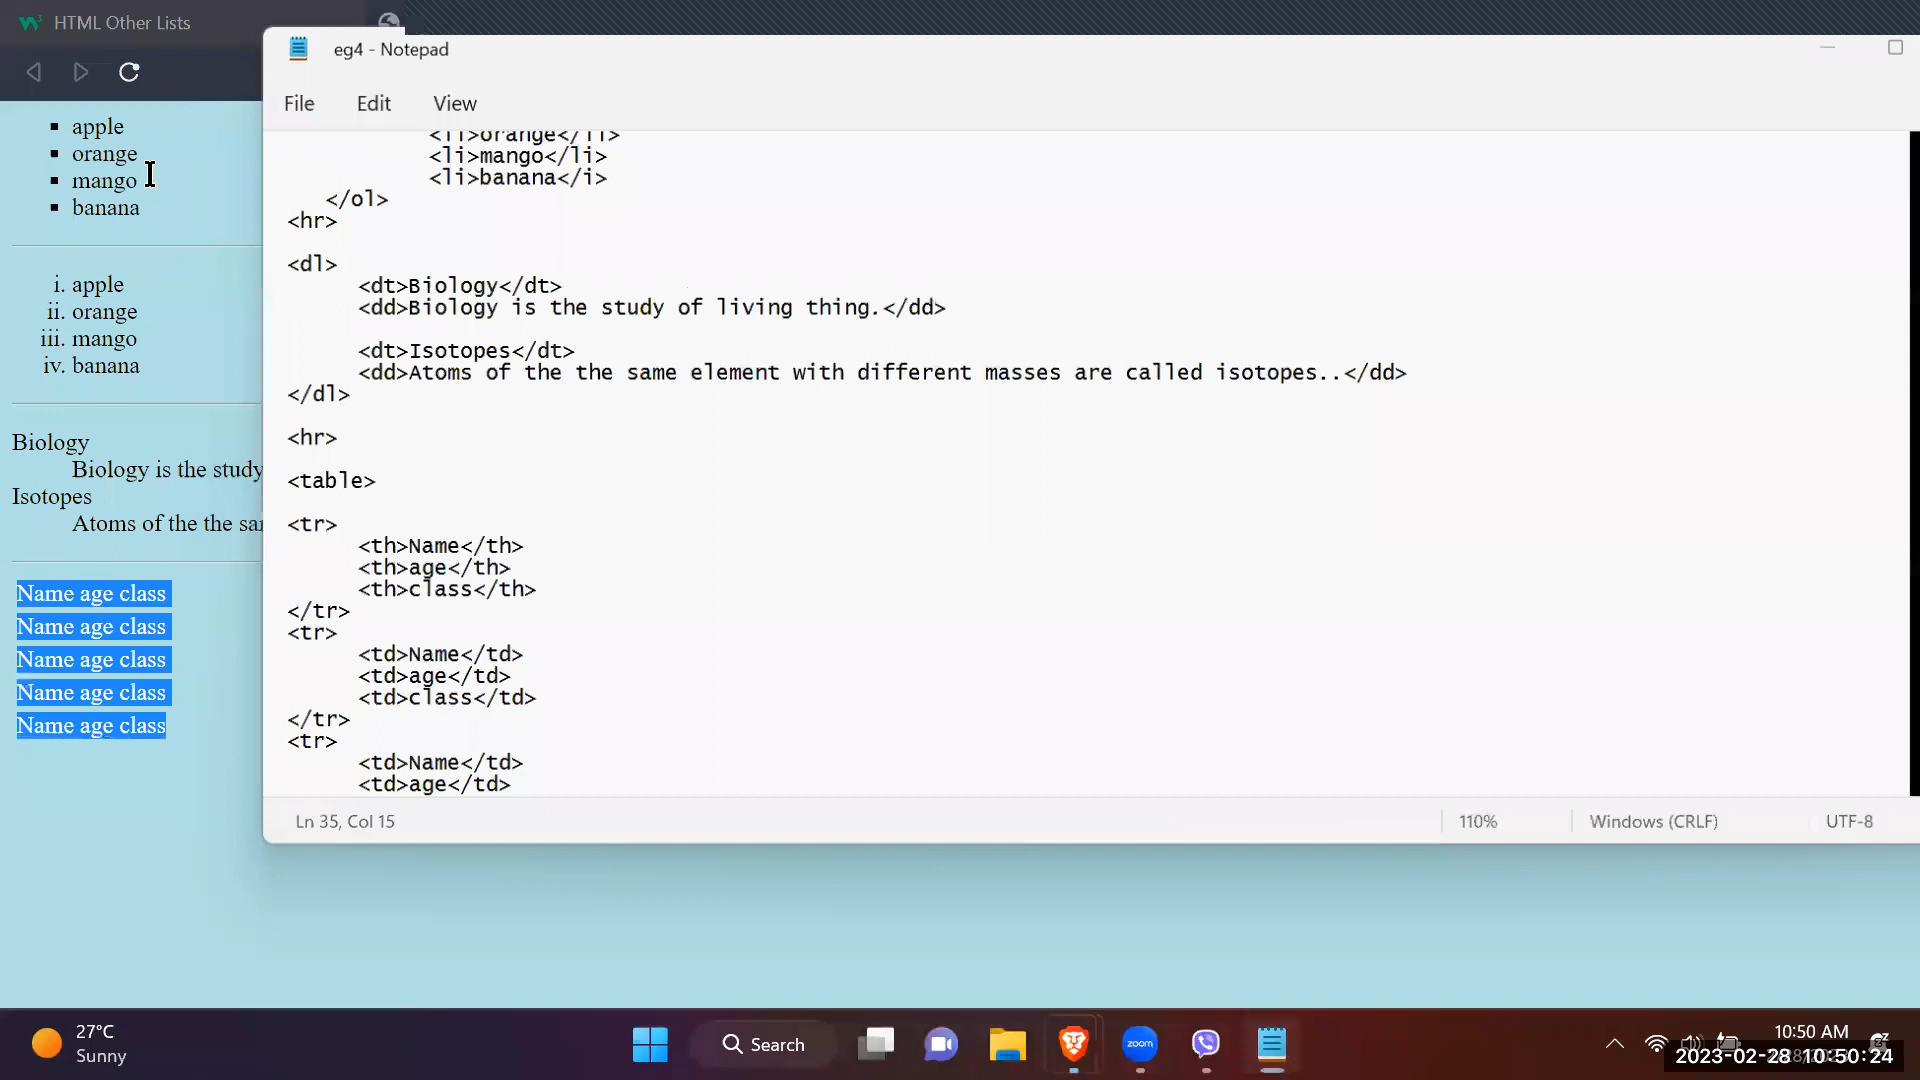 HTML Other Lists
apple
orange
mango
banana
i. apple
ii. orange
iii. mango
iv. banana
Biology
Biology is the study
Isotopes
Atoms of the the sa
Name age class
Name age class
Name age class
Name age class
Name age class
eg4 - Notepad
File Edit View
<li>orange</li>
<li>mango</li>
<li>banana</i>
</ol>
<hr>
<dl>
<dt>Biology</dt>
<dd>Biology is the study of living thing.</dd>
<dt>Isotopes</dt>
<dd>Atoms of the the same element with different masses are called isotopes..</dd>
</dl>
<hr>
<table>
<tr>
<th>Name</th>
<th>age</th>
<th>class</th>
</tr>
<tr>
<td>Name</td>
<td>age</td>
<td>class</td>
</tr>
<tr>
<td>Name</td>
<td>age</td>
Ln 35, Col 15
110%
Windows (CRLF)
UTF-8
27°C
Sunny
Search
zoom
10:50 AM
2023-02-28 10:50:24